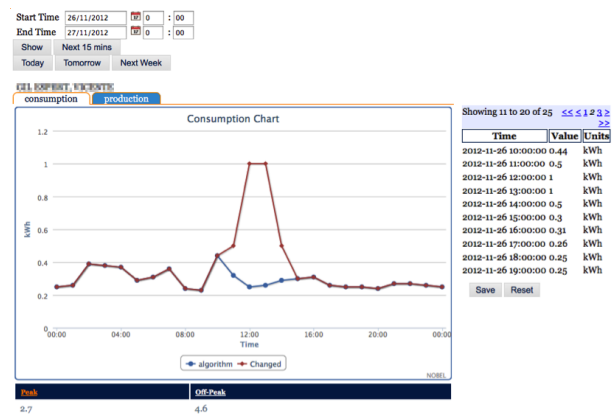 Start Time 26/11/2012 0 : 00
End Time 27/11/2012 0 : 00
Show Next 15 mins
Today Tomorrow Next Week
consumption production
Consumption Chart
1.2
1
0.8
0.6
0.4
0.2
0
kWh
00:00 04:00 08:00 12:00 16:00 20:00 00:00
Time
algorithm Changed
NOBEL
Peak Off-Peak
2.7 4.6
Showing 11 to 20 of 25 << < 1 2 3 >
>>
Time Value Units
2012-11-26 10:00:00 0.44 kWh
2012-11-26 11:00:00 0.5 kWh
2012-11-26 12:00:00 1 kWh
2012-11-26 13:00:00 1 kWh
2012-11-26 14:00:00 0.5 kWh
2012-11-26 15:00:00 0.3 kWh
2012-11-26 16:00:00 0.31 kWh
2012-11-26 17:00:00 0.26 kWh
2012-11-26 18:00:00 0.25 kWh
2012-11-26 19:00:00 0.25 kWh
Save Reset